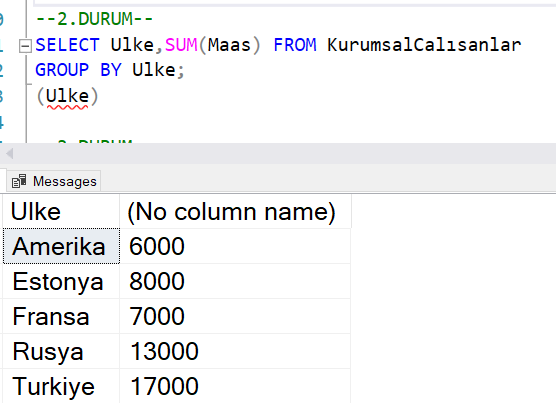 --2.DURUM--
SELECT Ulke,SUM(Maas) FROM KurumsalCalısanlar
GROUP BY Ulke;
(Ulke)
Messages
Ulke (No column name)
Amerika 6000
Estonya 8000
Fransa 7000
Rusya 13000
Turkiye 17000